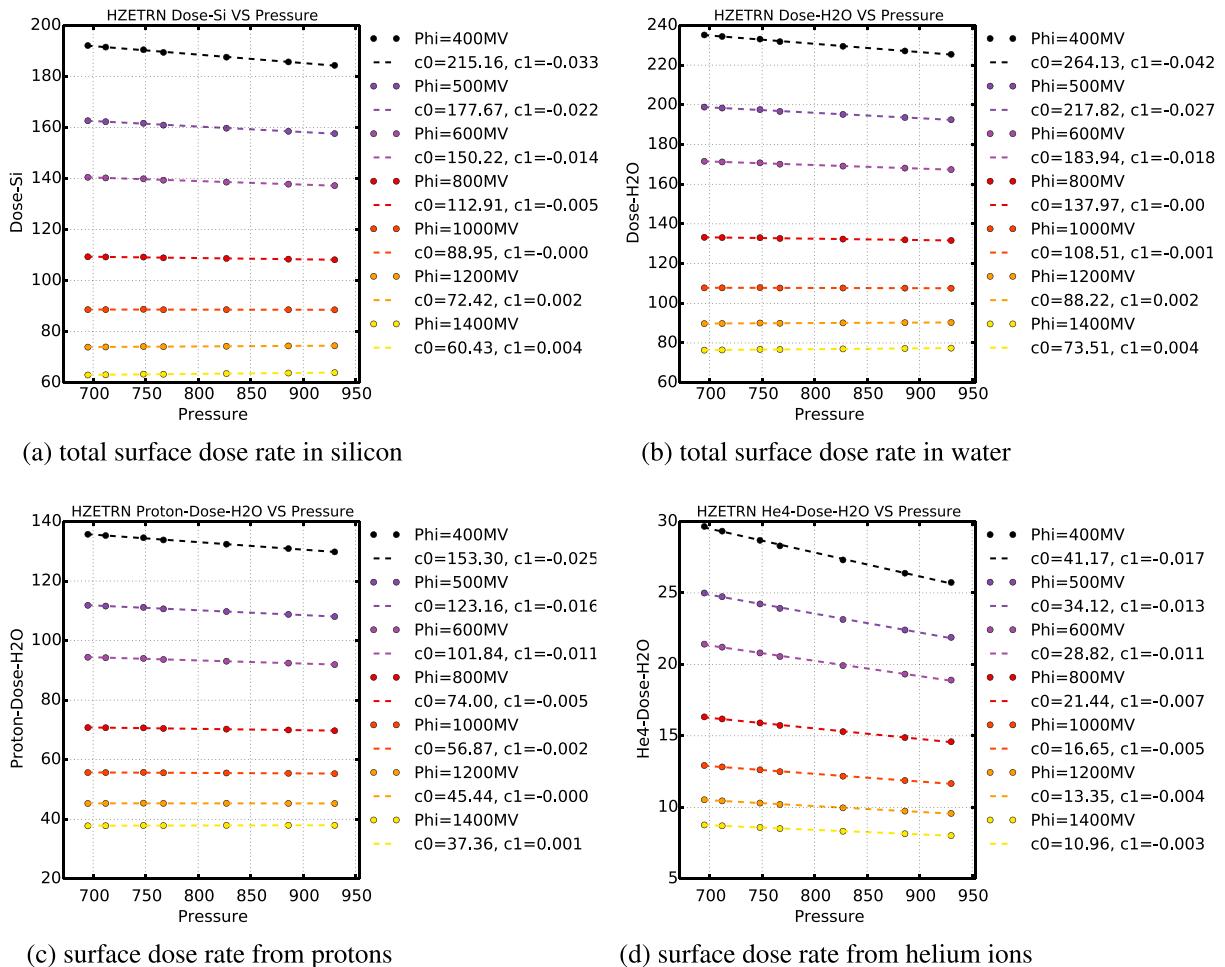 HZETRN Dose-Si VS Pressure
200
180
160
140
120
100
80
60
Dose-Si
700
750
800
850
900
950
Pressure
Phi=400MV
c0=215.16, c1=-0.033
Phi=500MV
c0=177.67, c1=-0.022
Phi=600MV
c0=150.22, c1=-0.014
Phi=800MV
c0=112.91, c1=-0.005
Phi=1000MV
c0=88.95, c1=-0.000
Phi=1200MV
c0=72.42, c1=0.002
Phi=1400MV
c0=60.43, c1=0.004
(a) total surface dose rate in silicon
HZETRN Dose-H2O VS Pressure
240
220
200
180
160
140
120
100
80
60
Dose-H2O
700
750
800
850
900
950
Pressure
Phi=400MV
c0=264.13, c1=-0.042
Phi=500MV
c0=217.82, c1=-0.027
Phi=600MV
c0=183.94, c1=-0.018
Phi=800MV
c0=137.97, c1=-0.00
Phi=1000MV
c0=108.51, c1=-0.001
Phi=1200MV
c0=88.22, c1=0.002
Phi=1400MV
c0=73.51, c1=0.004
(b) total surface dose rate in water
HZETRN Proton-Dose-H2O VS Pressure
140
120
100
80
60
40
20
Proton-Dose-H2O
700
750
800
850
900
950
Pressure
Phi=400MV
c0=153.30, c1=-0.025
Phi=500MV
c0=123.16, c1=-0.016
Phi=600MV
c0=101.84, c1=-0.011
Phi=800MV
c0=74.00, c1=-0.005
Phi=1000MV
c0=56.87, c1=-0.002
Phi=1200MV
c0=45.44, c1=-0.000
Phi=1400MV
c0=37.36, c1=0.001
(c) surface dose rate from protons
HZETRN He4-Dose-H2O VS Pressure
30
25
20
15
10
5
He4-Dose-H2O
700
750
800
850
900
950
Pressure
Phi=400MV
c0=41.17, c1=-0.017
Phi=500MV
c0=34.12, c1=-0.013
Phi=600MV
c0=28.82, c1=-0.011
Phi=800MV
c0=21.44, c1=-0.007
Phi=1000MV
c0=16.65, c1=-0.005
Phi=1200MV
c0=13.35, c1=-0.004
Phi=1400MV
c0=10.96, c1=-0.003
(d) surface dose rate from helium ions